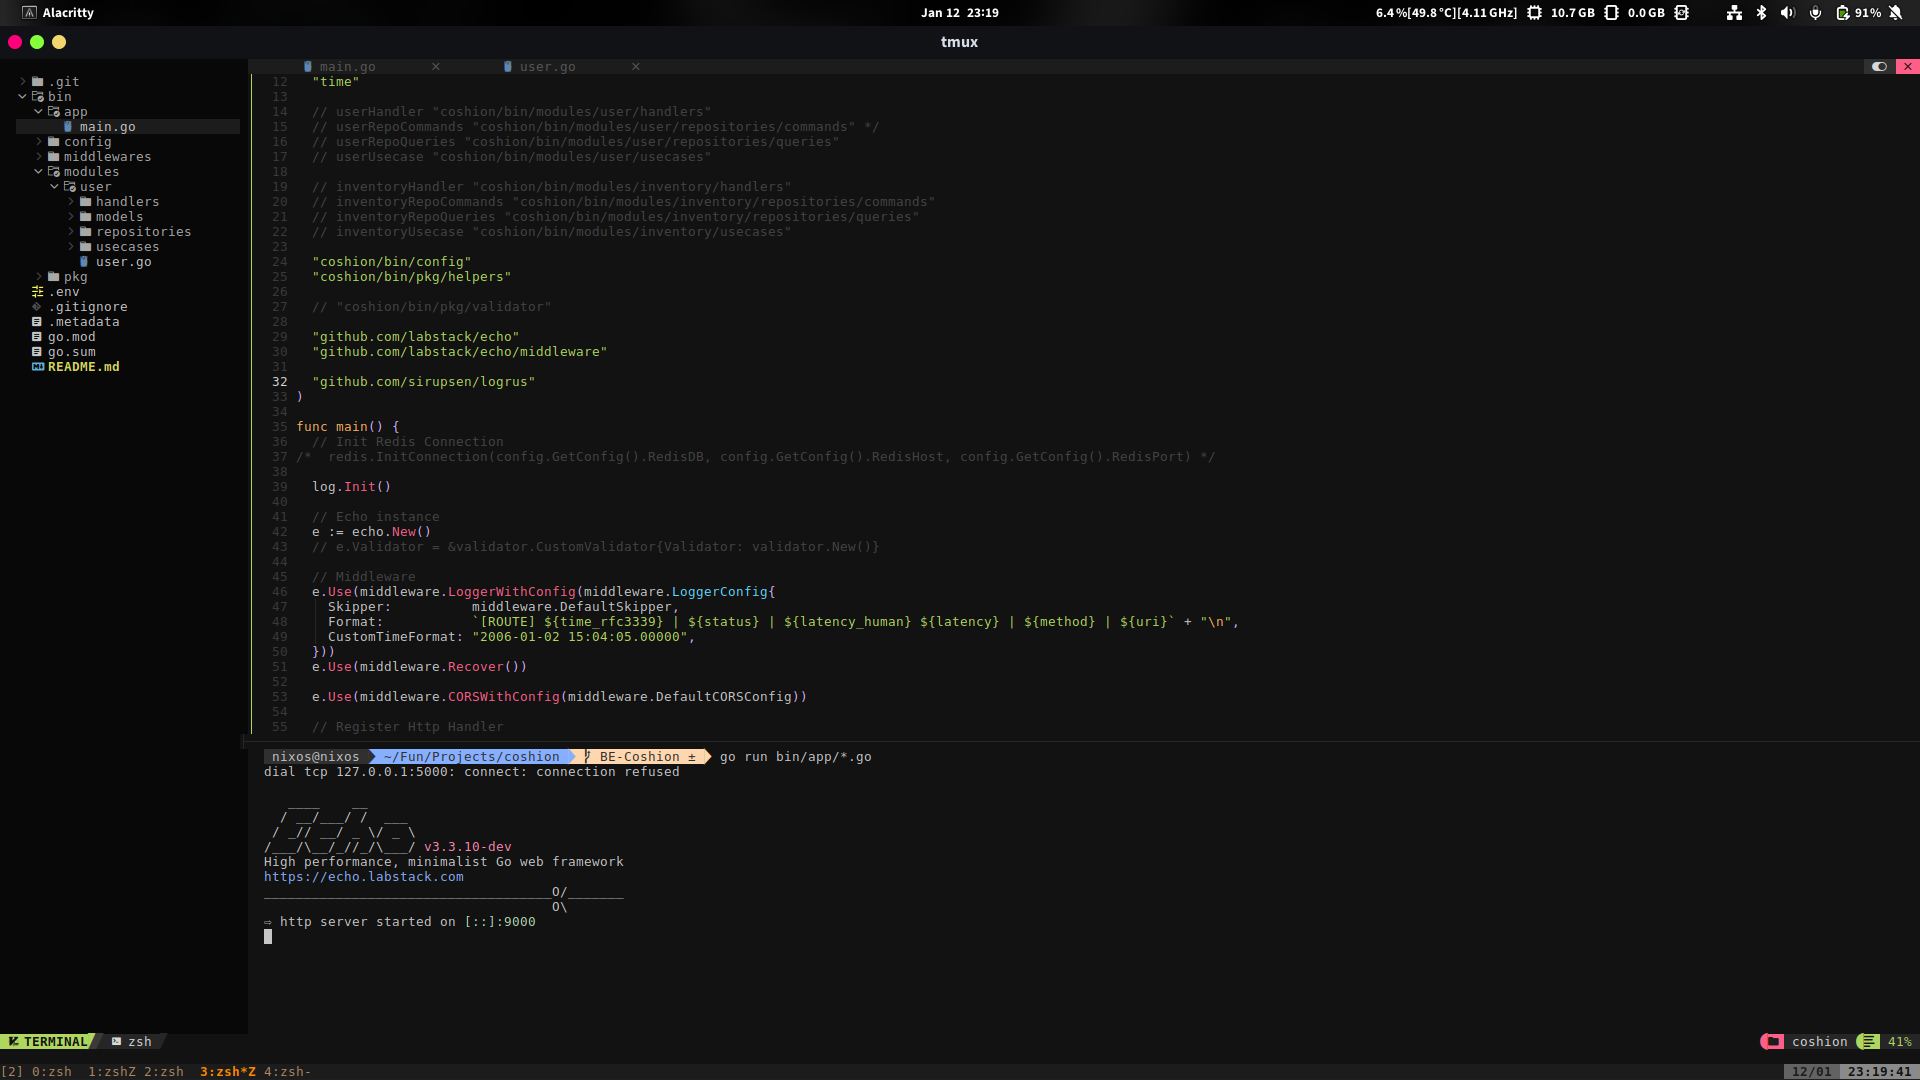 Alacritty
Jan 12 23:19
6.4%[49.8°C][4.11GHz] 10.7GB 0.0GB 91%
tmux
main.go × user.go × ×
.git
bin
app
main.go
config
middlewares
modules
user
handlers
models
repositories
usecases
user.go
pkg
.env
.gitignore
.metadata
go.mod
go.sum
README.md
12 "time"
13
14 // userHandler "coshion/bin/modules/user/handlers"
15 // userRepoCommands "coshion/bin/modules/user/repositories/commands" */
16 // userRepoQueries "coshion/bin/modules/user/repositories/queries"
17 // userUsecase "coshion/bin/modules/user/usecases"
18
19 // inventoryHandler "coshion/bin/modules/inventory/handlers"
20 // inventoryRepoCommands "coshion/bin/modules/inventory/repositories/commands"
21 // inventoryRepoQueries "coshion/bin/modules/inventory/repositories/queries"
22 // inventoryUsecase "coshion/bin/modules/inventory/usecases"
23
24 "coshion/bin/config"
25 "coshion/bin/pkg/helpers"
26
27 // "coshion/bin/pkg/validator"
28
29 "github.com/labstack/echo"
30 "github.com/labstack/echo/middleware"
31
32 "github.com/sirupsen/logrus"
33 )
34
35 func main() {
36 // Init Redis Connection
37 /* redis.InitConnection(config.GetConfig().RedisDB, config.GetConfig().RedisHost, config.GetConfig().RedisPort) */
38
39 log.Init()
40
41 // Echo instance
42 e := echo.New()
43 // e.Validator = &validator.CustomValidator{Validator: validator.New()}
44
45 // Middleware
46 e.Use(middleware.LoggerWithConfig(middleware.LoggerConfig{
47 Skipper: middleware.DefaultSkipper,
48 Format: `[ROUTE] ${time_rfc3339} | ${status} | ${latency_human} ${latency} | ${method} | ${uri}` + "\n",
49 CustomTimeFormat: "2006-01-02 15:04:05.00000",
50 }))
51 e.Use(middleware.Recover())
52
53 e.Use(middleware.CORSWithConfig(middleware.DefaultCORSConfig))
54
55 // Register Http Handler
nixos@nixos ~/Fun/Projects/coshion BE-Coshion ± go run bin/app/*.go
dial tcp 127.0.0.1:5000: connect: connection refused
   ____    __
  / __/___/ /  ___
 / _// __/ _ \/ _ \
/___/\__/_//_/\___/ v3.3.10-dev
High performance, minimalist Go web framework
https://echo.labstack.com
____________________________________O/_______
                                    O\
⇨ http server started on [::]:9000
TERMINAL zsh coshion 41%
[2] 0:zsh 1:zshZ 2:zsh 3:zsh*Z 4:zsh- 12/01 23:19:41